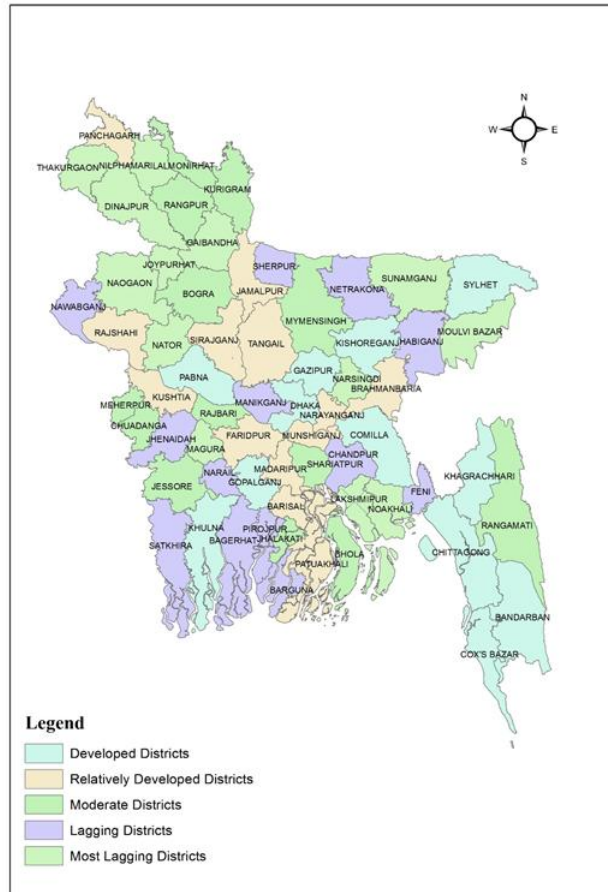 N
W E
S
PANCHAGARH
THAKURGAON NILPHAMARI LALMONIRHAT
KURIGRAM
DINAJPUR RANGPUR
GAIBANDHA
JOYPURHAT
SHERPUR
NAOGAON
NETRAKONA
SUNAMGANJ
SYLHET
BOGRA
JAMALPUR
NAWABGANJ
MYMENSINGH
HABIGANJ
MOULVI BAZAR
RAJSHAHI
NATOR
SIRAJGANJ
TANGAIL
KISHOREGANJ
GAZIPUR
PABNA
NARSINGDI
BRAHMANBARIA
KUSHTIA
MANIKGANJ
DHAKA
MEHERPUR
RAJBARI
NARAYANGANJ
CHUADANGA
FARIDPUR
MUNSHIGANJ
COMILLA
JHENAIDAH
MAGURA
CHANDPUR
SHARIATPUR
MADARIPUR
NARAIL
KHAGRACHHARI
JESSORE
GOPALGANJ
FENI
LAKSHMIPUR
BARISAL
NOAKHALI
RANGAMATI
KHULNA
PIROJPUR
SATKHIRA
BAGERHAT
JHALAKATI
BHOLA
CHITTAGONG
PATUAKHALI
BARGUNA
BANDARBAN
COX'S BAZAR
Legend
Developed Districts
Relatively Developed Districts
Moderate Districts
Lagging Districts
Most Lagging Districts